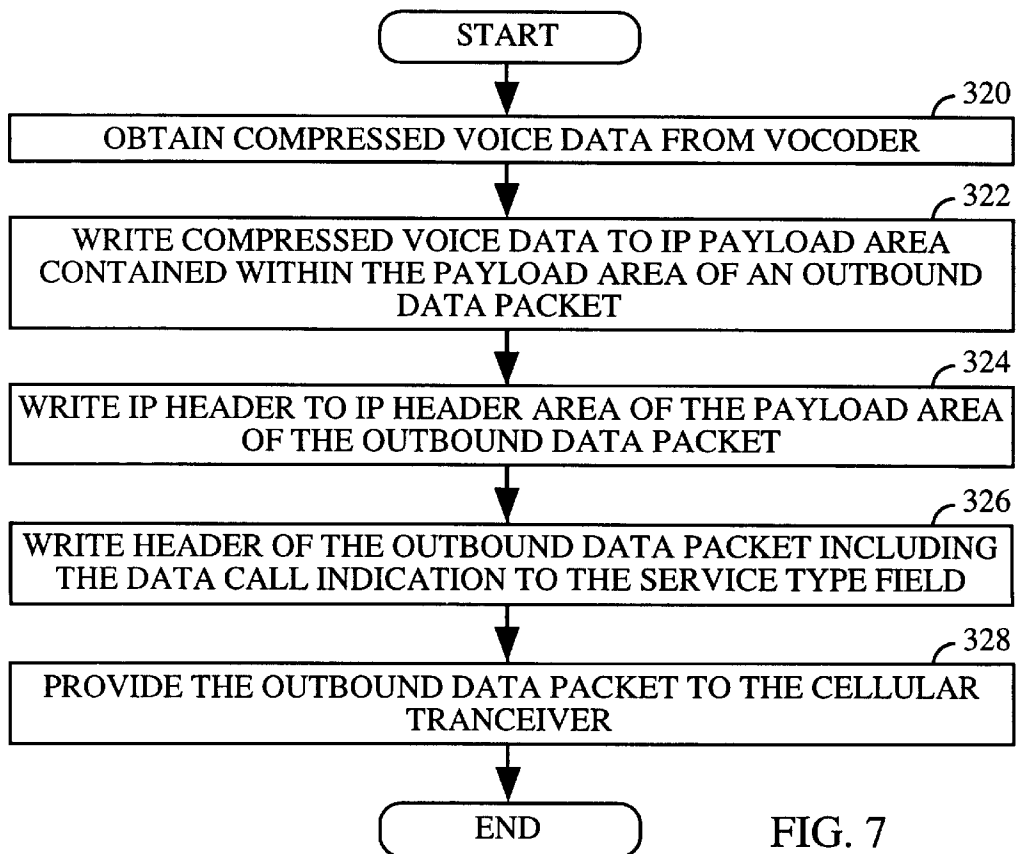 START
320
OBTAIN COMPRESSED VOICE DATA FROM VOCODER
322
WRITE COMPRESSED VOICE DATA TO IP PAYLOAD AREA
CONTAINED WITHIN THE PAYLOAD AREA OF AN OUTBOUND
DATA PACKET
324
WRITE IP HEADER TO IP HEADER AREA OF THE PAYLOAD AREA
OF THE OUTBOUND DATA PACKET
326
WRITE HEADER OF THE OUTBOUND DATA PACKET INCLUDING
THE DATA CALL INDICATION TO THE SERVICE TYPE FIELD
328
PROVIDE THE OUTBOUND DATA PACKET TO THE CELLULAR
TRANCEIVER
END
FIG. 7